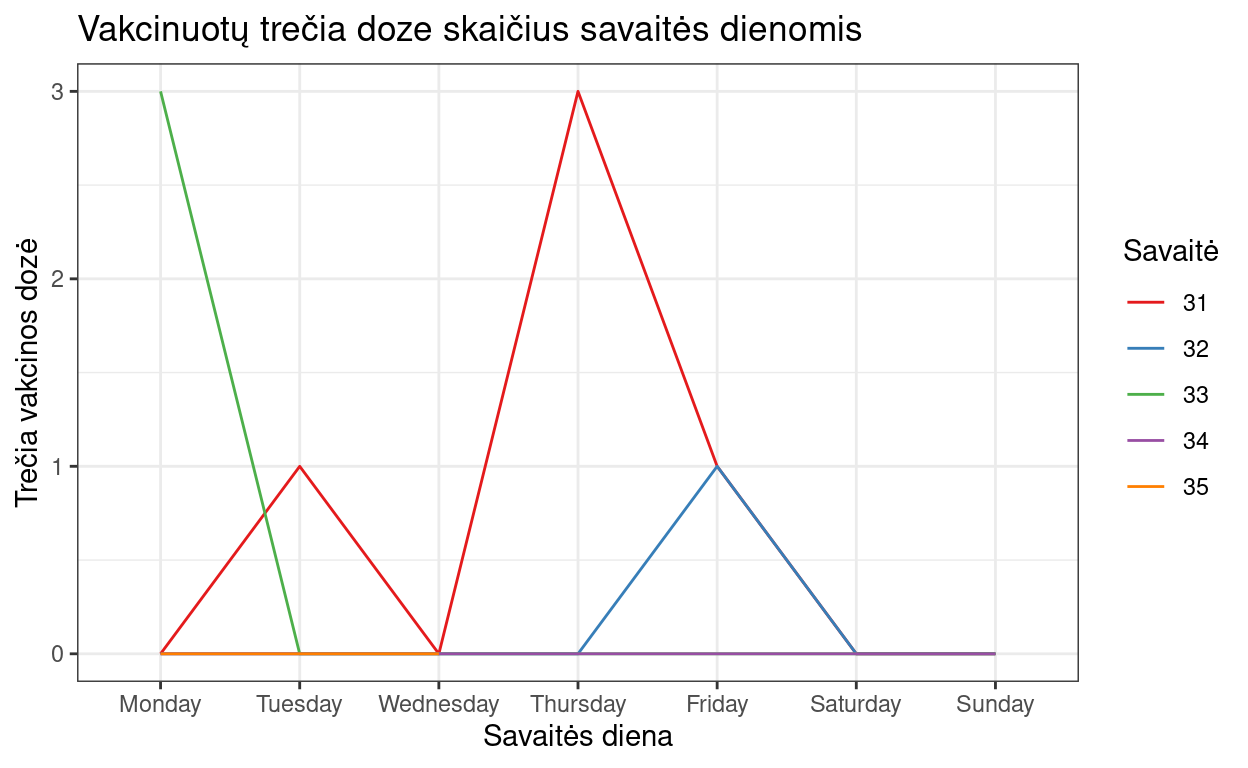 Vakcinuotų trečia doze skaičius savaitės dienomis
Trečia vakcinos dozė
3
2
1
0
Monday Tuesday Wednesday Thursday Friday Saturday Sunday
Savaitės diena
Savaitė
31
32
33
34
35